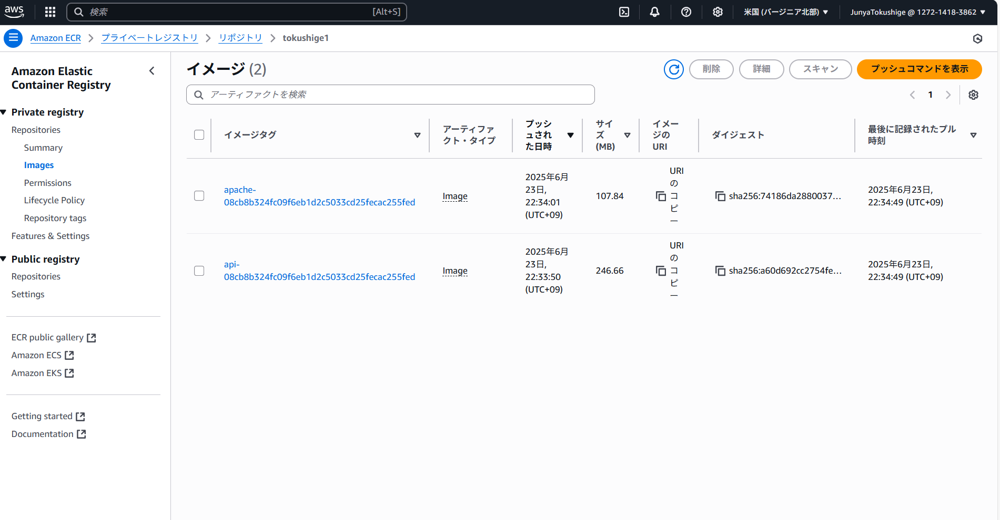 aws
検索
[Alt+S]
米国 (バージニア北部) ▼
JunyaTokushige @ 1272-1418-3862 ▼
Amazon ECR
プライベートレジストリ
リポジトリ
tokushige1
Amazon Elastic
Container Registry
Private registry
Repositories
Summary
Images
Permissions
Lifecycle Policy
Repository tags
Features & Settings
Public registry
Repositories
Settings
ECR public gallery
Amazon ECS
Amazon EKS
Getting started
Documentation
イメージ (2)
削除
詳細
スキャン
プッシュコマンドを表示
アーティファクトを検索
1
イメージタグ
アーティファ
クト・タイプ
プッシ
ュされ
た日時
サイ
ズ
(MB)
イメー
ジの
URI
ダイジェスト
最後に記録されたプル
時刻
apache-
08cb8b324fc09f6eb1d2c5033cd25fecac255fed
Image
2025年6月
23日,
22:34:01
(UTC+09)
107.84
URI
の
コ
ピ
ー
sha256:74186da2880037...
2025年6月23日,
22:34:49 (UTC+09)
api-
08cb8b324fc09f6eb1d2c5033cd25fecac255fed
Image
2025年6月
23日,
22:33:50
(UTC+09)
246.66
URI
の
コ
ピ
ー
sha256:a60d692cc2754fe...
2025年6月23日,
22:34:49 (UTC+09)